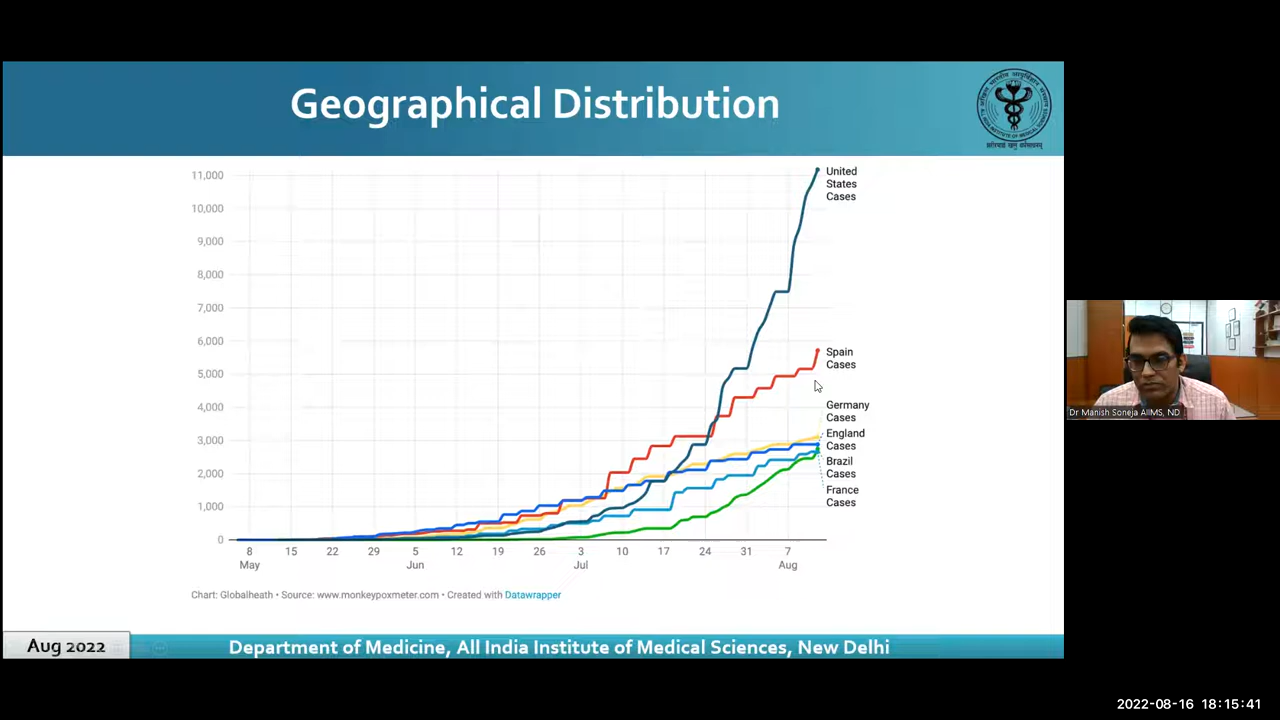 Geographical Distribution
11,000
10,000
9,000
8,000
7,000
6,000
5,000
4,000
3,000
2,000
1,000
0
United
States
Cases
Spain
Cases
Germany
Cases
England
Cases
Brazil
Cases
France
Cases
8 15 22 29 5 12 19 26 3 10 17 24 31 7
May Jun Jul Aug
Chart: Globalheath • Source: www.monkeypoxmeter.com • Created with Datawrapper
Aug 2022
Department of Medicine, All India Institute of Medical Sciences, New Delhi
Dr Manish Soneja AIIMS, ND
2022-08-16 18:15:41